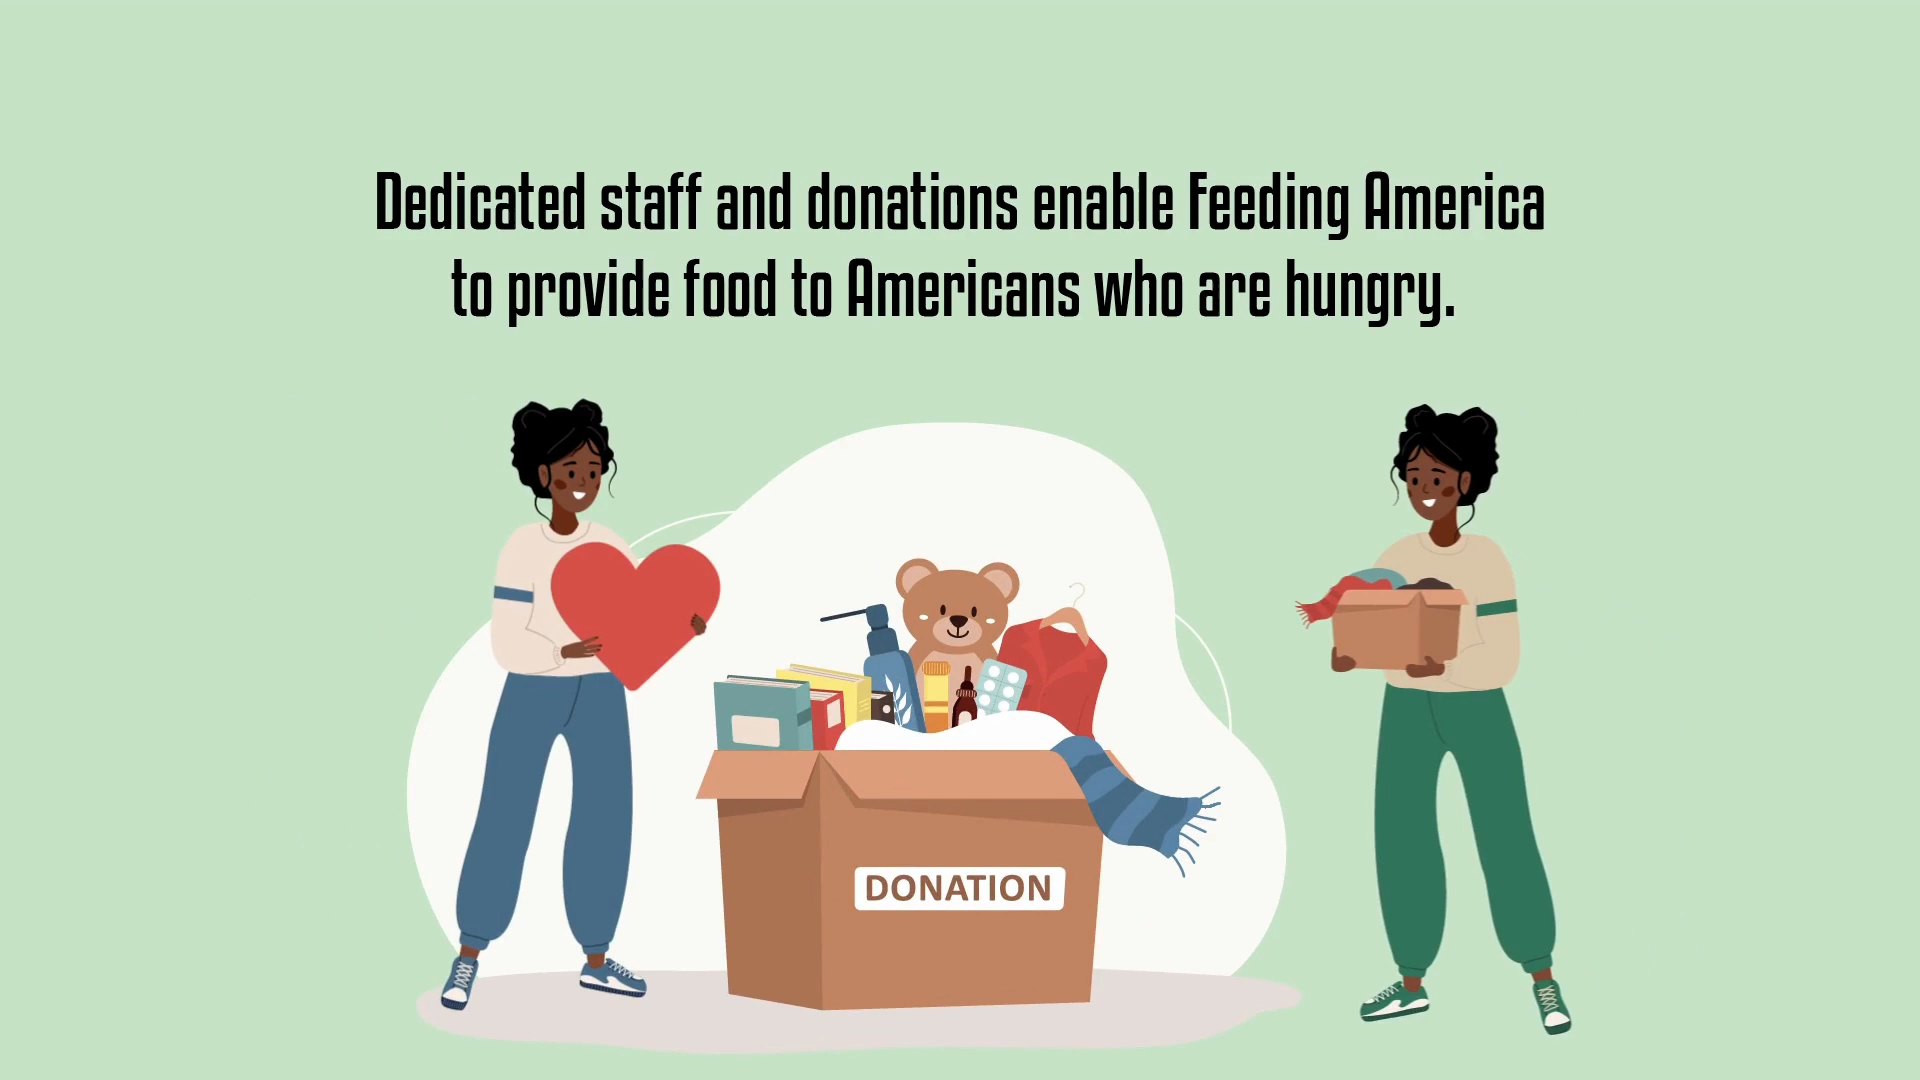 Dedicated staff and donations enable Feeding America
to provide food to Americans who are hungry.
DONATION